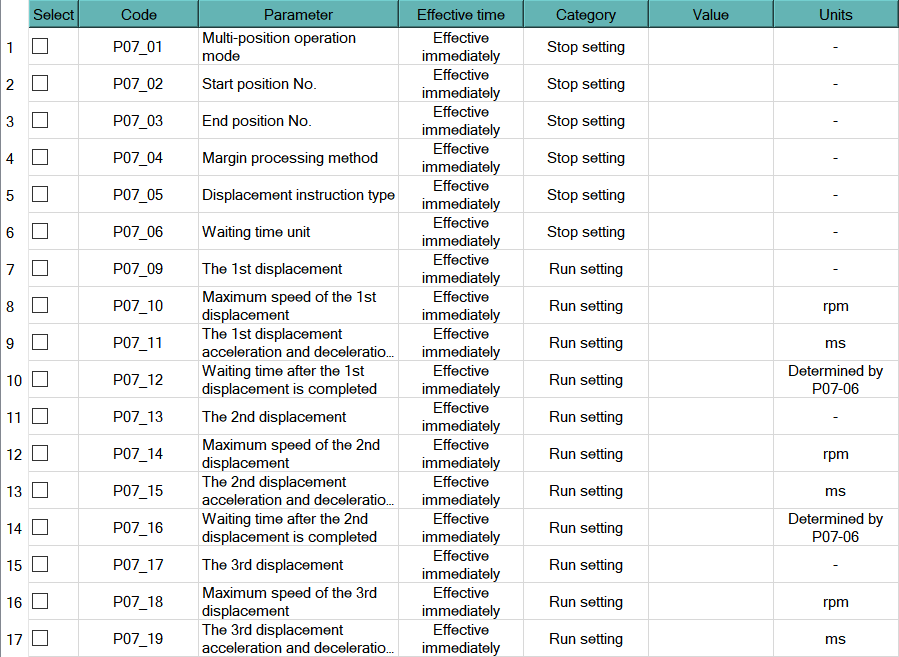 Select Code Parameter Effective time Category Value Units
1 P07_01 Multi-position operation mode Effective immediately Stop setting -
2 P07_02 Start position No. Effective immediately Stop setting -
3 P07_03 End position No. Effective immediately Stop setting -
4 P07_04 Margin processing method Effective immediately Stop setting -
5 P07_05 Displacement instruction type Effective immediately Stop setting -
6 P07_06 Waiting time unit Effective immediately Stop setting -
7 P07_09 The 1st displacement Effective immediately Run setting -
8 P07_10 Maximum speed of the 1st displacement Effective immediately Run setting rpm
9 P07_11 The 1st displacement acceleration and deceleratio... Effective immediately Run setting ms
10 P07_12 Waiting time after the 1st displacement is completed Effective immediately Run setting Determined by P07-06
11 P07_13 The 2nd displacement Effective immediately Run setting -
12 P07_14 Maximum speed of the 2nd displacement Effective immediately Run setting rpm
13 P07_15 The 2nd displacement acceleration and deceleratio... Effective immediately Run setting ms
14 P07_16 Waiting time after the 2nd displacement is completed Effective immediately Run setting Determined by P07-06
15 P07_17 The 3rd displacement Effective immediately Run setting -
16 P07_18 Maximum speed of the 3rd displacement Effective immediately Run setting rpm
17 P07_19 The 3rd displacement acceleration and deceleratio... Effective immediately Run setting ms